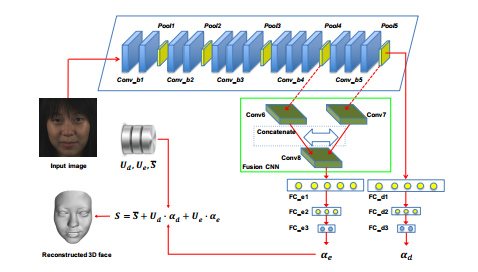 Pool1 Pool2 Pool3 Pool4 Pool5
Conv_b1 Conv_b2 Conv_b3 Conv_b4 Conv_b5
Conv6 Conv7
Concatenate
Conv8
Fusion CNN
Input image
U_d, U_e, S̅
FC_e1 FC_d1
FC_e2 FC_d2
FC_e3 FC_d3
S = S̅ + U_d · α_d + U_e · α_e
Reconstructed 3D face
α_e α_d